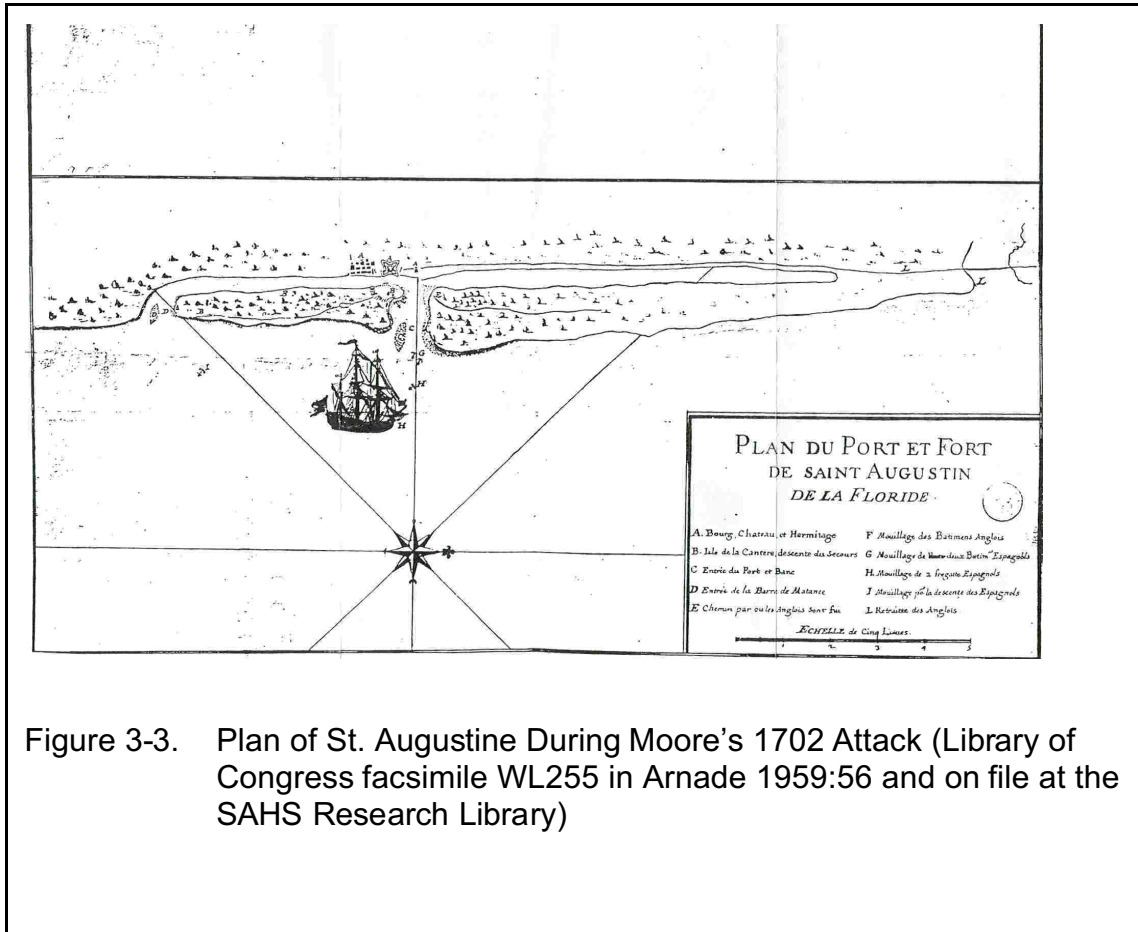 A
L
L
B
E
D
B
C
I
G
F
H
H
PLAN DU PORT ET FORT
DE SAINT AUGUSTIN
DE LA FLORIDE.
A. Bourg, Chateau, et Hermitage
B. Isle de la Cantere, descente du Secours
C Entrée du Port et Banc
D Entrée de la Barre de Matance
E Chemin par ou les Anglois sont fui
F Mouillage des Batimens Anglois
G Mouillage de deux Batim.ˢ Espagnols
H. Mouillage de 2 fregates Espagnols
I Mouillage p.ʳ la descente des Espagnols
L Retraitte des Anglois
ECHELLE de Cinq Lieues.
1 2 3 4 5
Figure 3-3. Plan of St. Augustine During Moore’s 1702 Attack (Library of
Congress facsimile WL255 in Arnade 1959:56 and on file at the
SAHS Research Library)